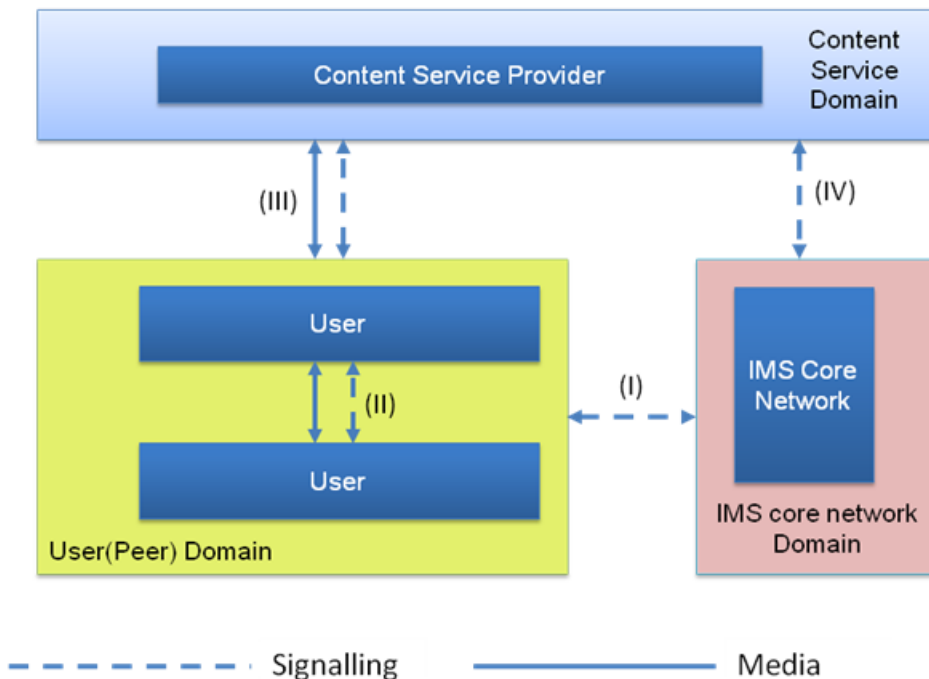 Content Service Provider
Content
Service
Domain
(III)
(IV)
User
(II)
User
User(Peer) Domain
(I)
IMS Core
Network
IMS core network
Domain
Signalling
Media